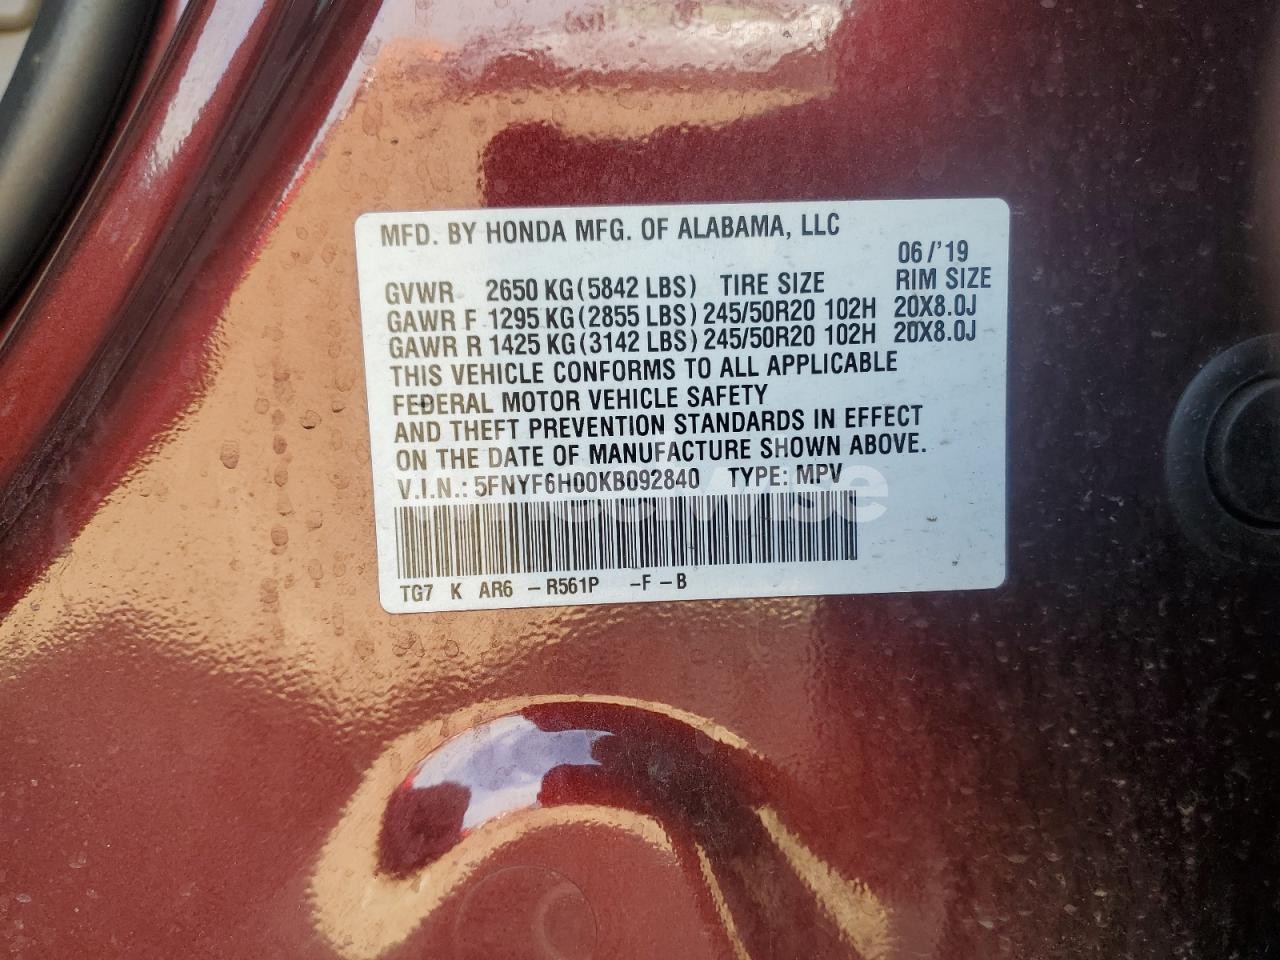 MFD. BY HONDA MFG. OF ALABAMA, LLC
06/'19
GVWR 2650 KG(5842 LBS) TIRE SIZE RIM SIZE
GAWR F 1295 KG(2855 LBS) 245/50R20 102H 20X8.0J
GAWR R 1425 KG(3142 LBS) 245/50R20 102H 20X8.0J
THIS VEHICLE CONFORMS TO ALL APPLICABLE
FEDERAL MOTOR VEHICLE SAFETY
AND THEFT PREVENTION STANDARDS IN EFFECT
ON THE DATE OF MANUFACTURE SHOWN ABOVE.
V.I.N.: 5FNYF6H00KB092840 TYPE: MPV
TG7 K AR6 -R561P -F-B